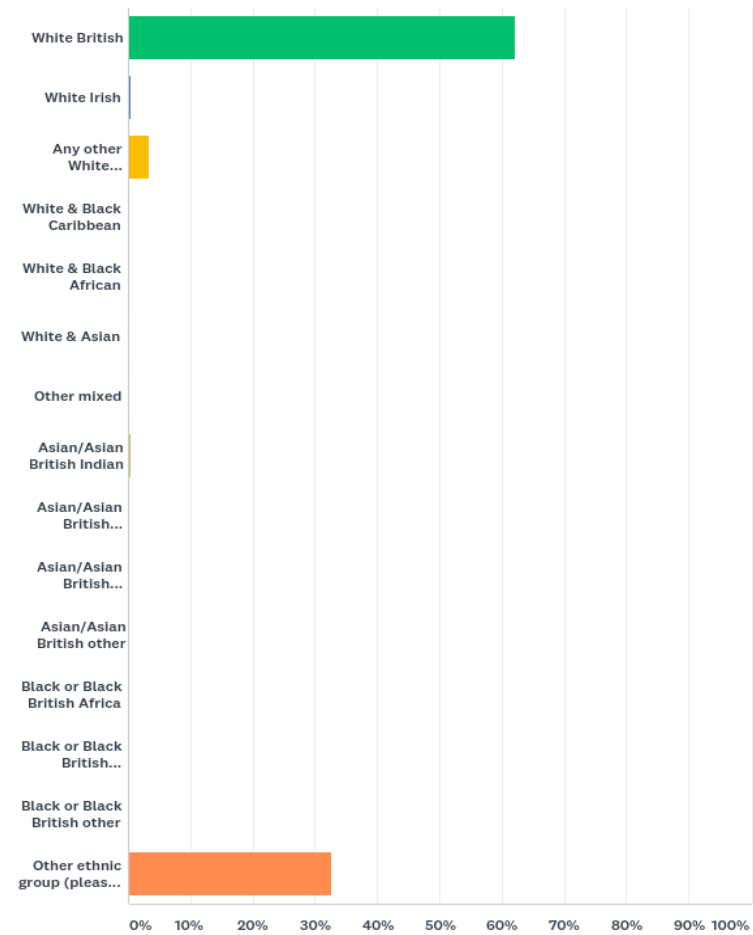 White British
White Irish
Any other
White...
White & Black
Caribbean
White & Black
African
White & Asian
Other mixed
Asian/Asian
British Indian
Asian/Asian
British...
Asian/Asian
British...
Asian/Asian
British other
Black or Black
British Africa
Black or Black
British...
Black or Black
British other
Other ethnic
group (pleas...
0% 10% 20% 30% 40% 50% 60% 70% 80% 90% 100%